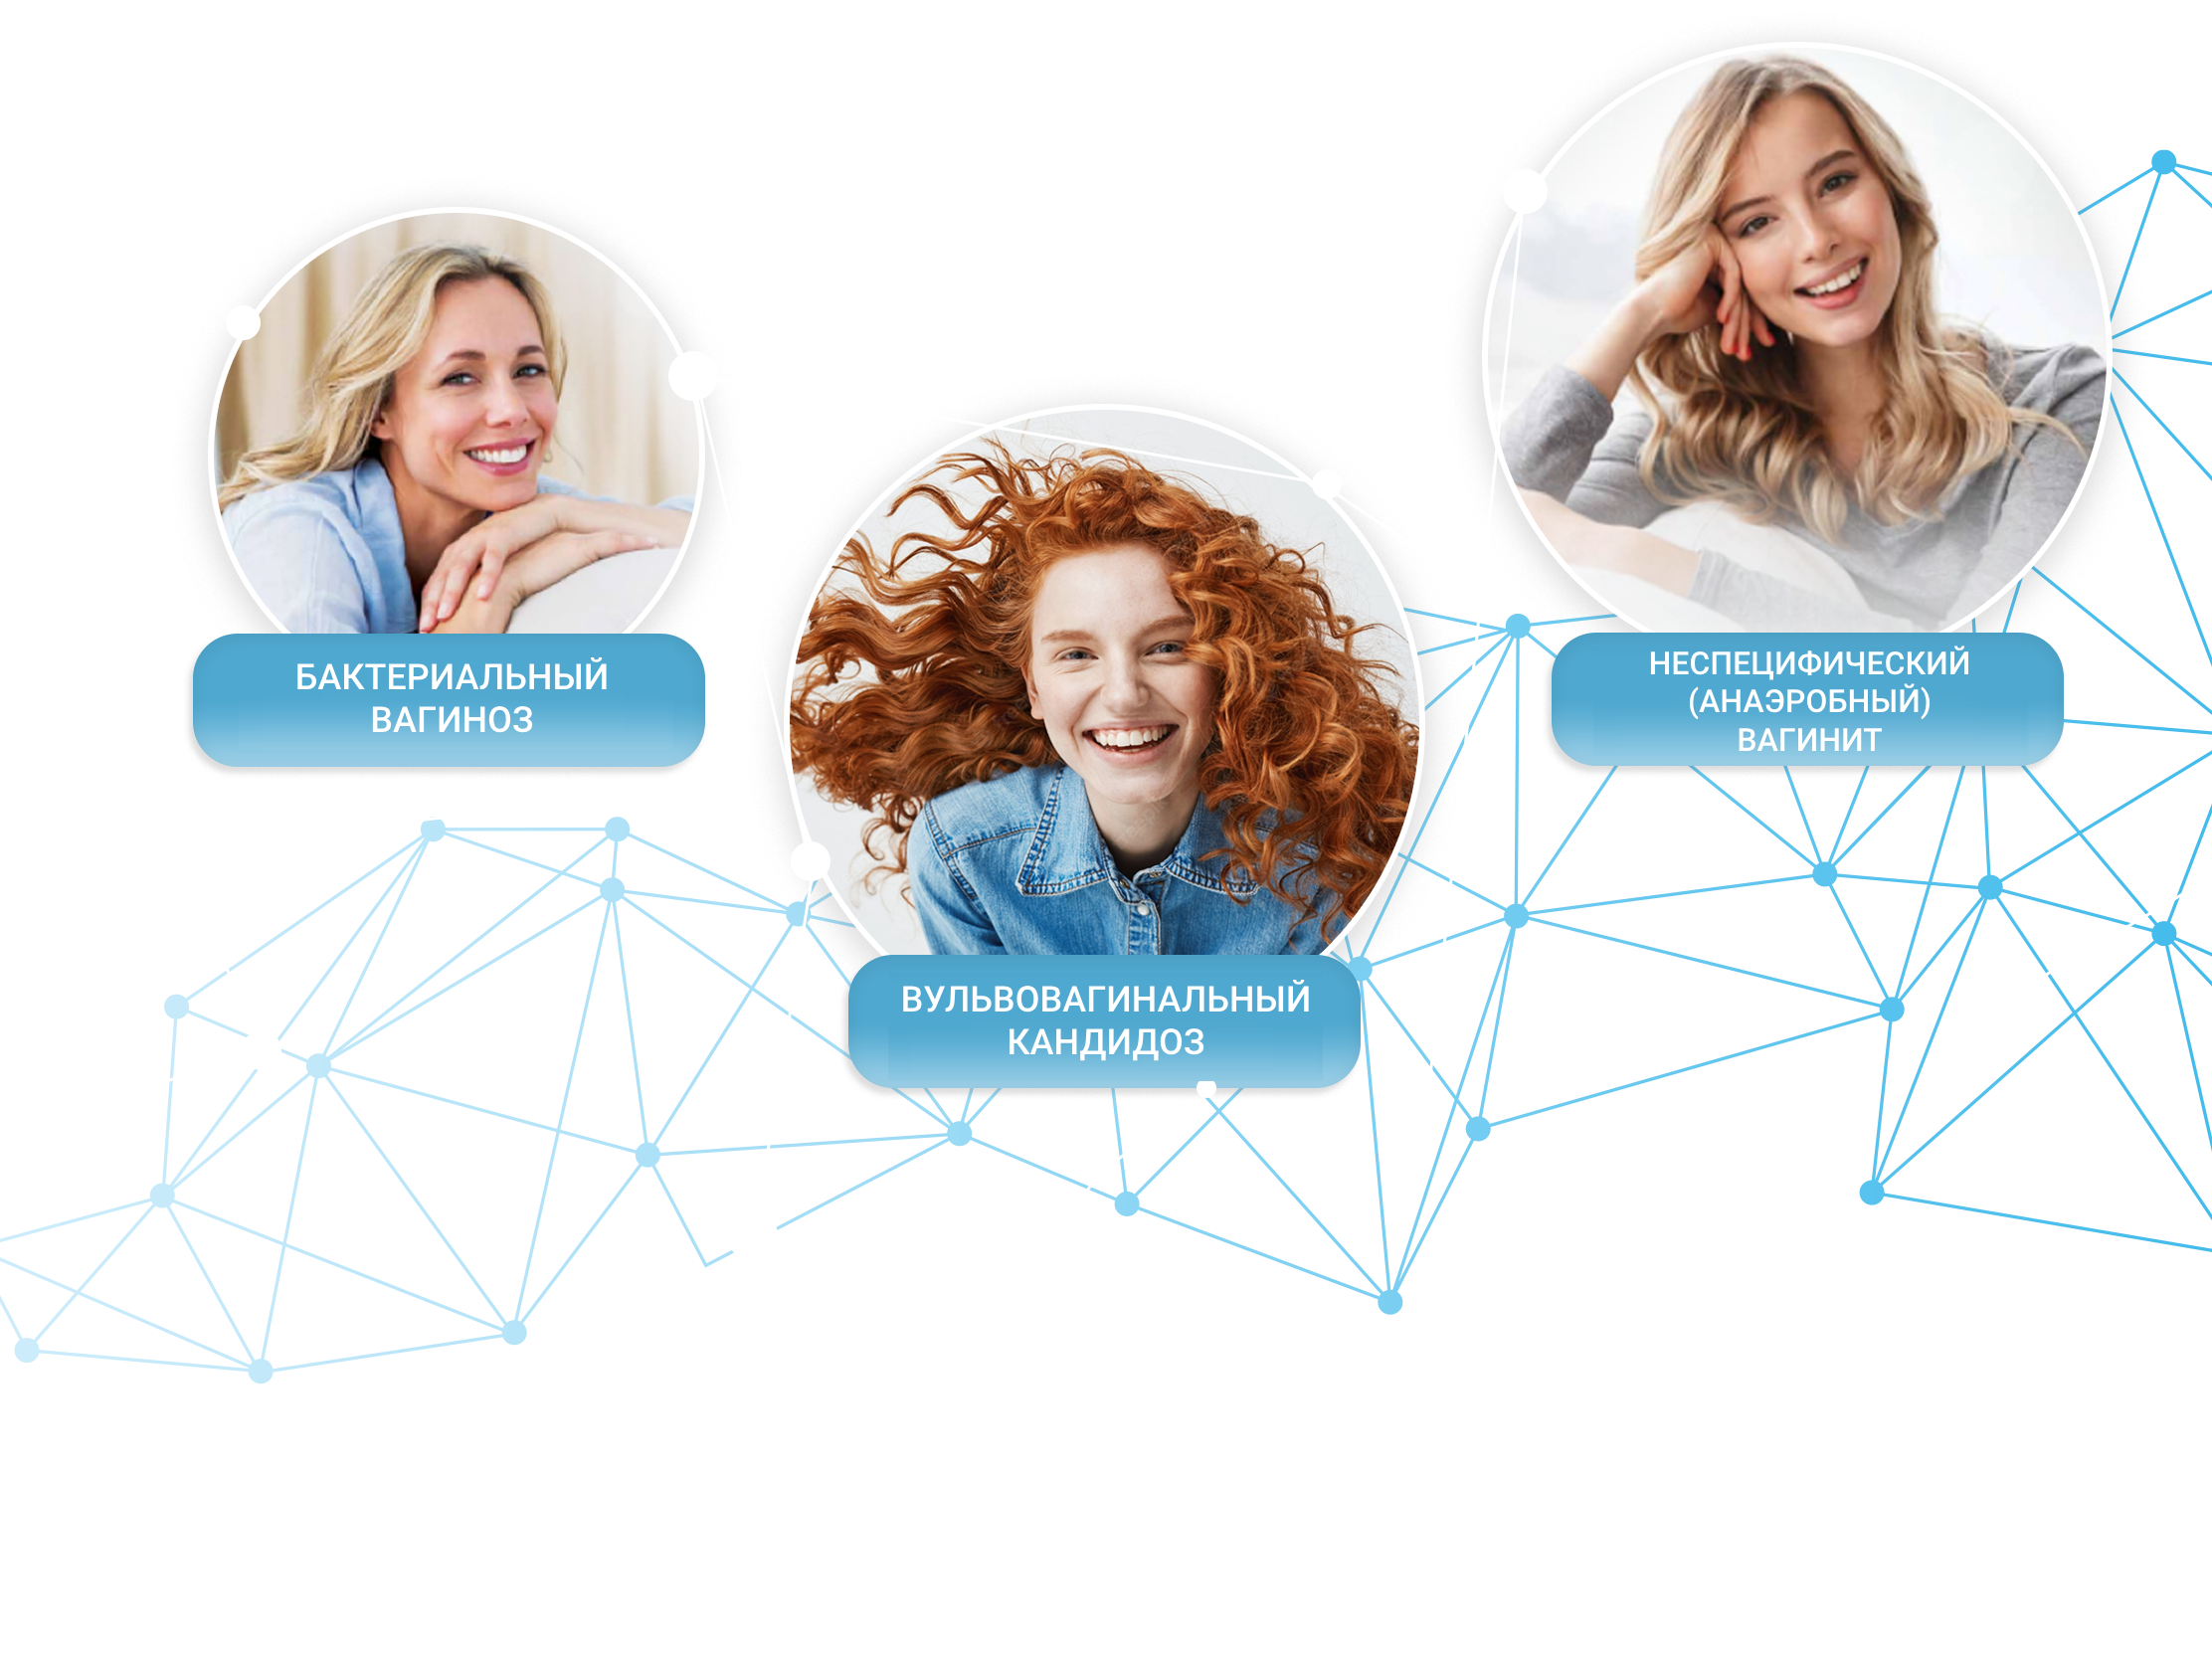 БАКТЕРИАЛЬНЫЙ
ВАГИНОЗ
ВУЛЬВОВАГИНАЛЬНЫЙ
КАНДИДОЗ
НЕСПЕЦИФИЧЕСКИЙ
(АНАЭРОБНЫЙ)
ВАГИНИТ